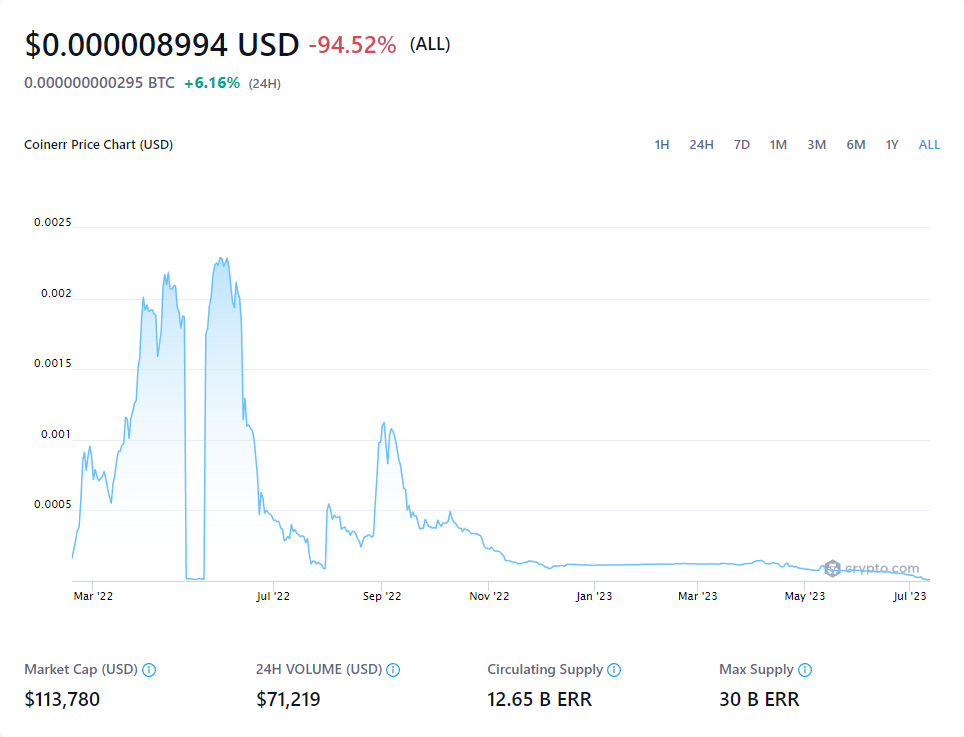 $0.000008994 USD -94.52% (ALL)
0.000000000295 BTC +6.16% (24H)
Coinerr Price Chart (USD) 1H 24H 7D 1M 3M 6M 1Y ALL
0.0025
0.002
0.0015
0.001
0.0005
crypto.com
Mar '22 Jul '22 Sep '22 Nov '22 Jan '23 Mar '23 May '23 Jul '23
Market Cap (USD) 24H VOLUME (USD) Circulating Supply Max Supply
$113,780 $71,219 12.65 B ERR 30 B ERR